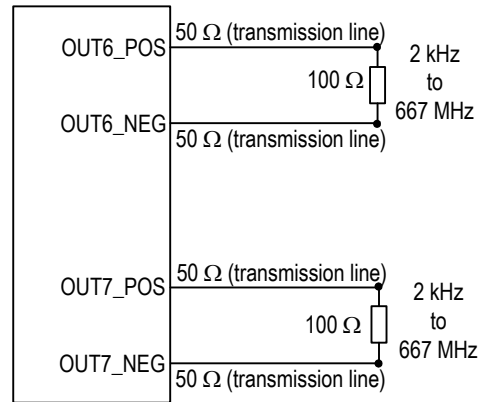 50 Ω (transmission line)
OUT6_POS
2 kHz
to
667 MHz
100 Ω
OUT6_NEG
50 Ω (transmission line)
50 Ω (transmission line)
OUT7_POS
2 kHz
to
667 MHz
100 Ω
OUT7_NEG
50 Ω (transmission line)